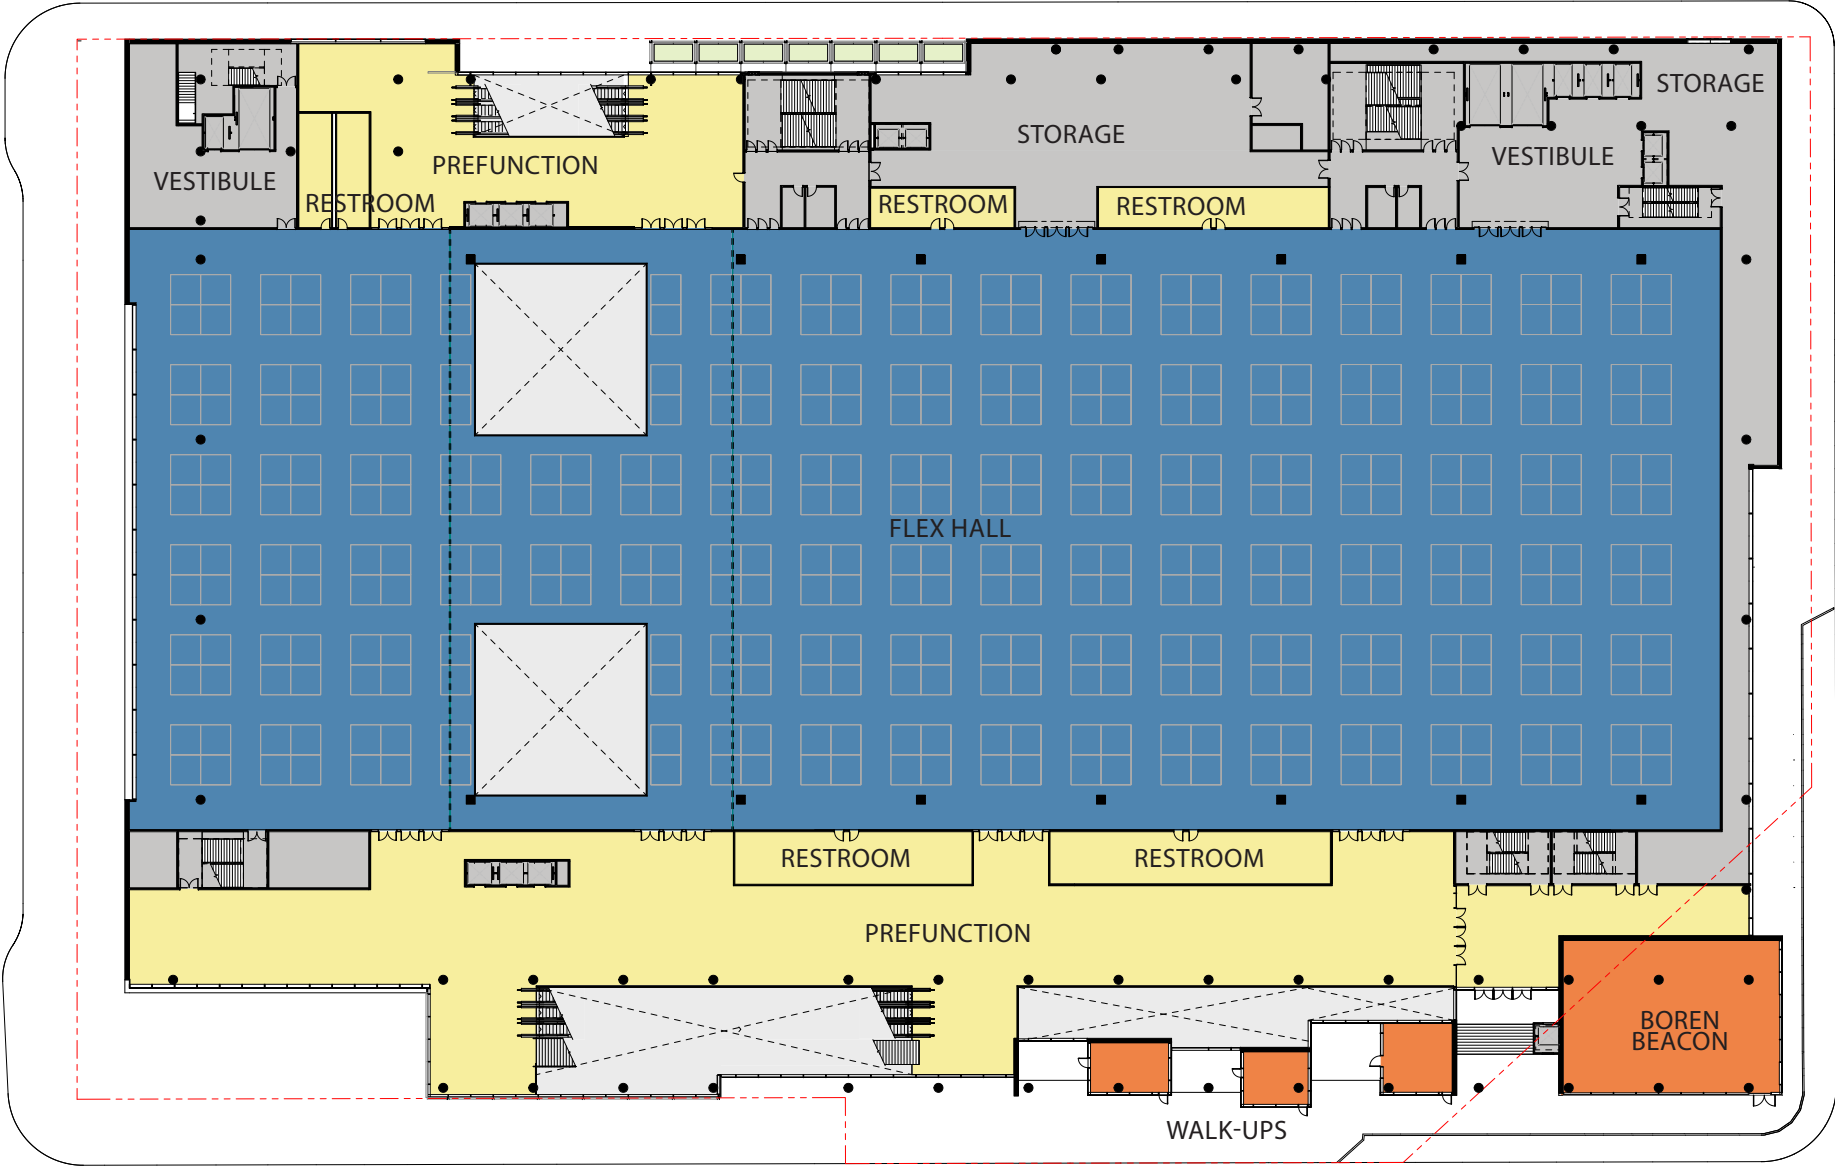 STORAGE
STORAGE
PREFUNCTION
VESTIBULE
VESTIBULE
RESTROOM
RESTROOM
RESTROOM
FLEX HALL
RESTROOM
RESTROOM
PREFUNCTION
BOREN
BEACON
WALK-UPS